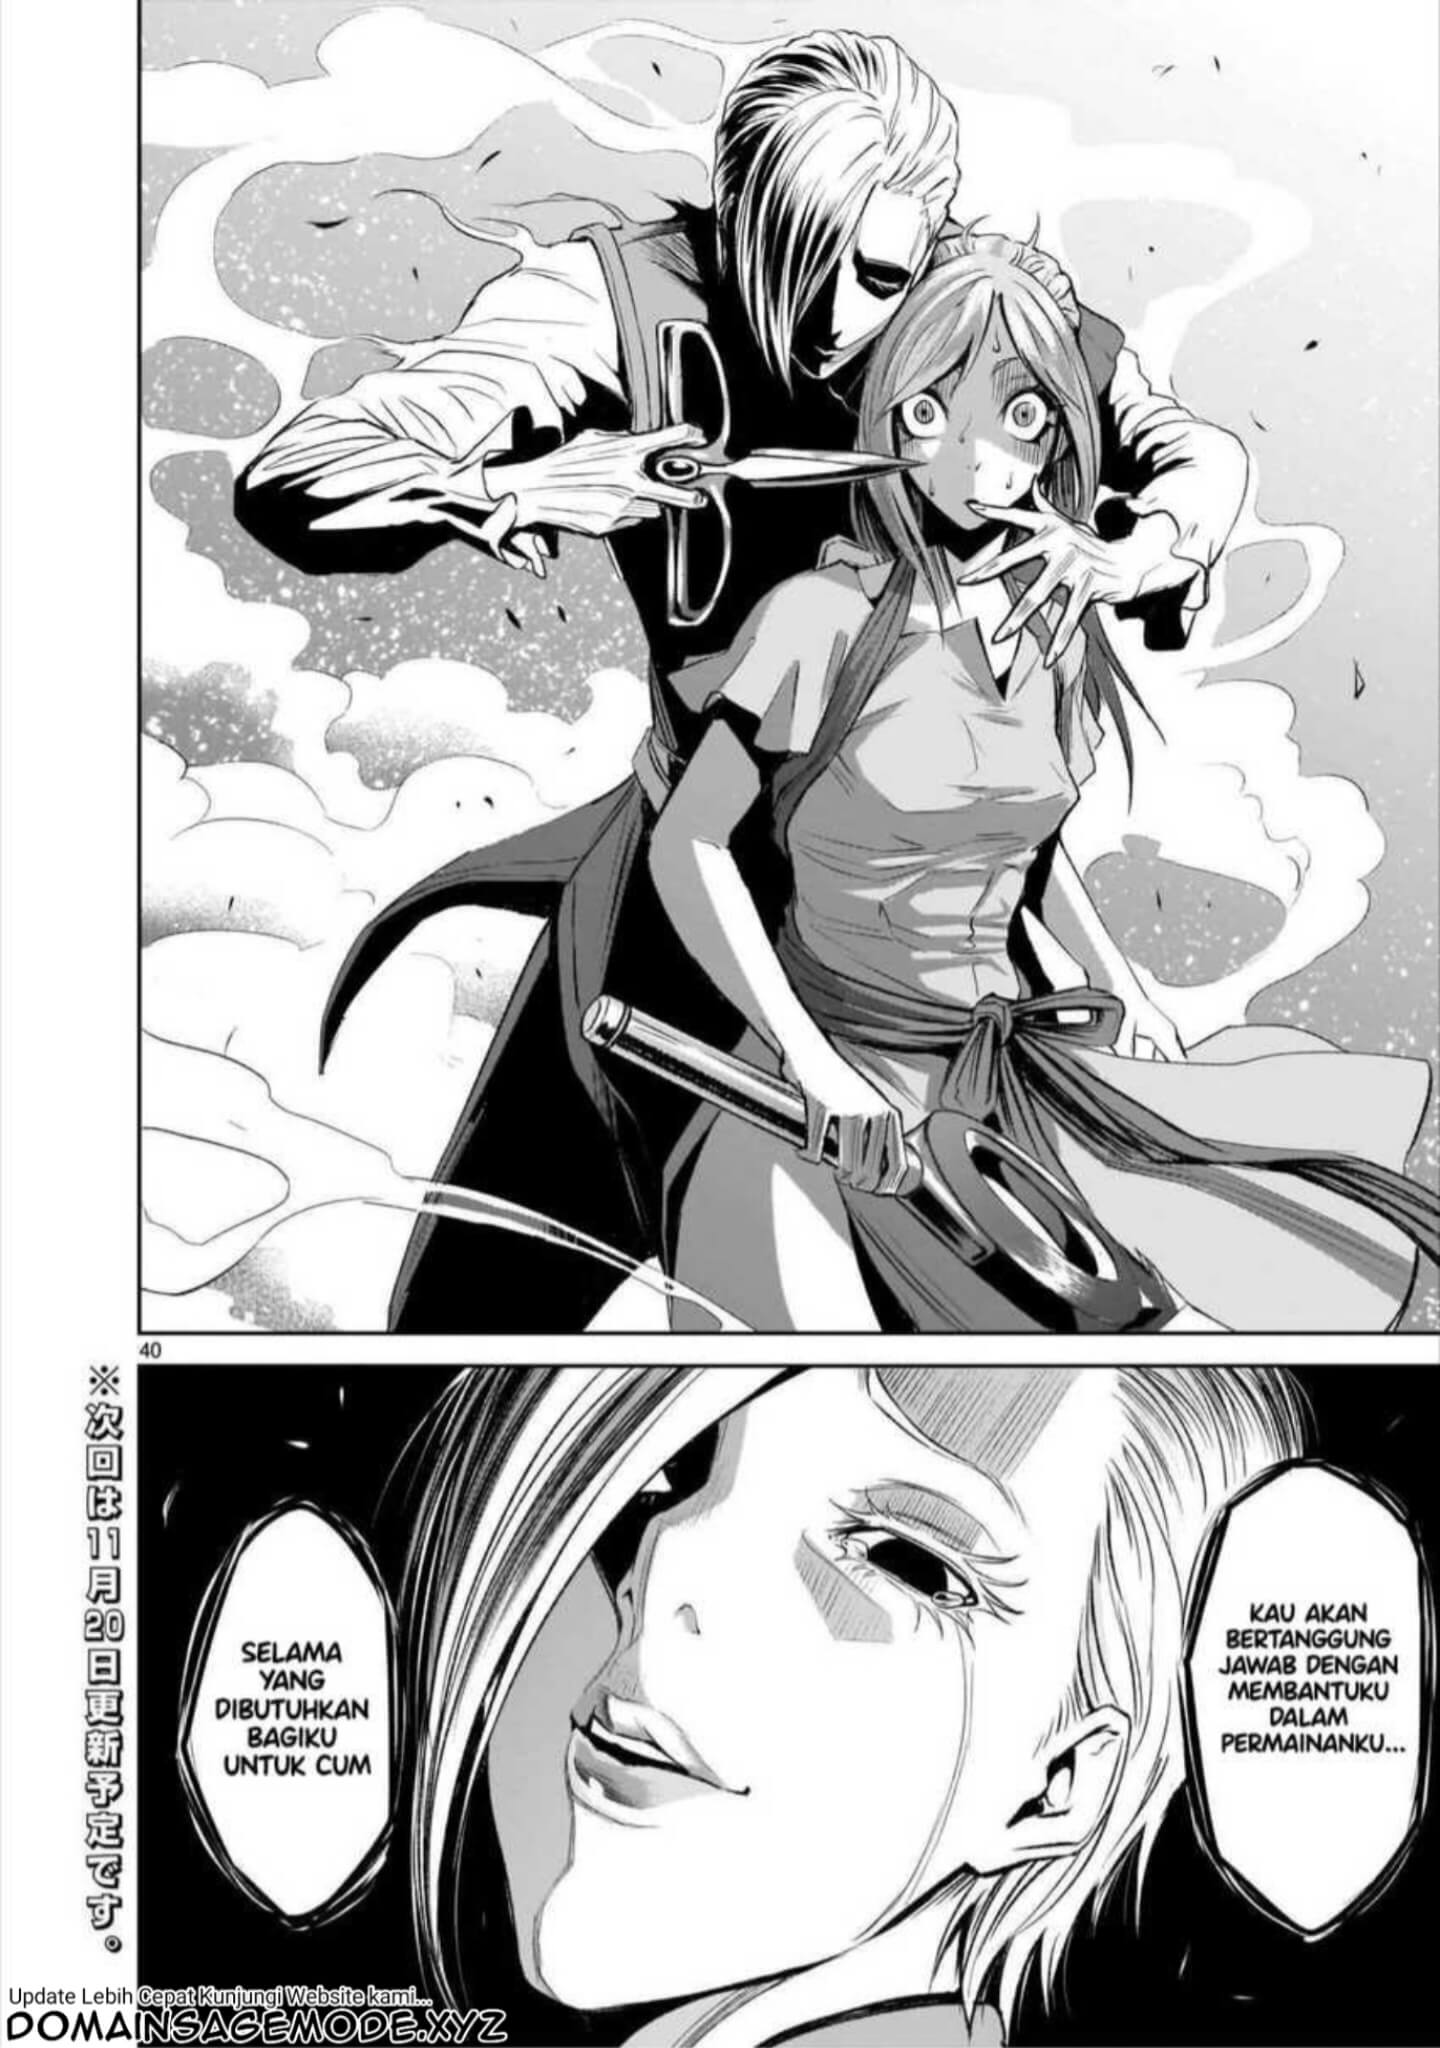 40
KAU AKAN
BERTANGGUNG
JAWAB DENGAN
MEMBANTUKU
DALAM
PERMAINANKU...
SELAMA
YANG
DIBUTUHKAN
BAGIKU
UNTUK CUM
※次回は11月20日更新予定です。
Update Lebih Cepat Kunjungi Website kami...
DOMAINSAGEMODE.XYZ